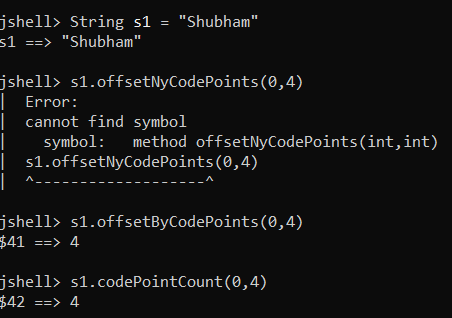 jshell> String s1 = "Shubham"
s1 ==> "Shubham"
jshell> s1.offsetNyCodePoints(0,4)
|  Error:
|  cannot find symbol
|    symbol:   method offsetNyCodePoints(int,int)
|  s1.offsetNyCodePoints(0,4)
|  ^-------------------^
jshell> s1.offsetByCodePoints(0,4)
$41 ==> 4
jshell> s1.codePointCount(0,4)
$42 ==> 4